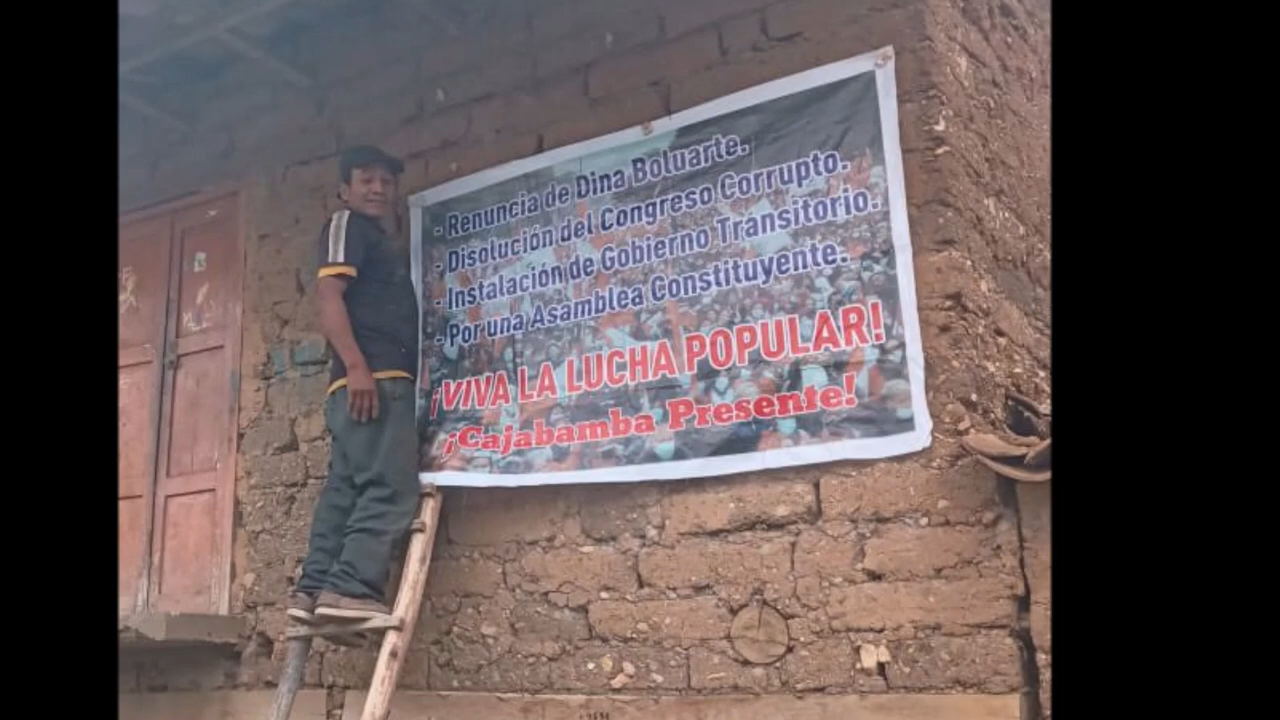 - Renuncia de Dina Boluarte.
- Disolución del Congreso Corrupto.
- Instalación de Gobierno Transitorio.
- Por una Asamblea Constituyente.
¡VIVA LA LUCHA POPULAR!
¡Cajabamba Presente!